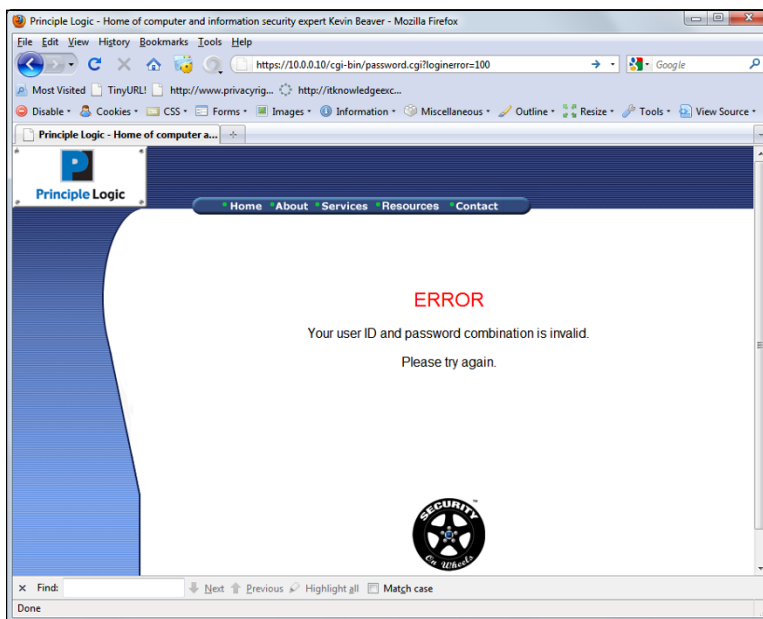 Principle Logic - Home of computer and information security expert Kevin Beaver - Mozilla Firefox
File Edit View History Bookmarks Tools Help
https://10.0.0.10/cgi-bin/password.cgi?loginerror=100 Google
Most Visited TinyURL! http://www.privacyrig... http://itknowledgeexc...
Disable Cookies CSS Forms Images Information Miscellaneous Outline Resize Tools View Source
Principle Logic - Home of computer a...
Principle Logic
Home About Services Resources Contact
ERROR
Your user ID and password combination is invalid.
Please try again.
SECURITY
On Wheels
TM
× Find: Next Previous Highlight all Match case
Done